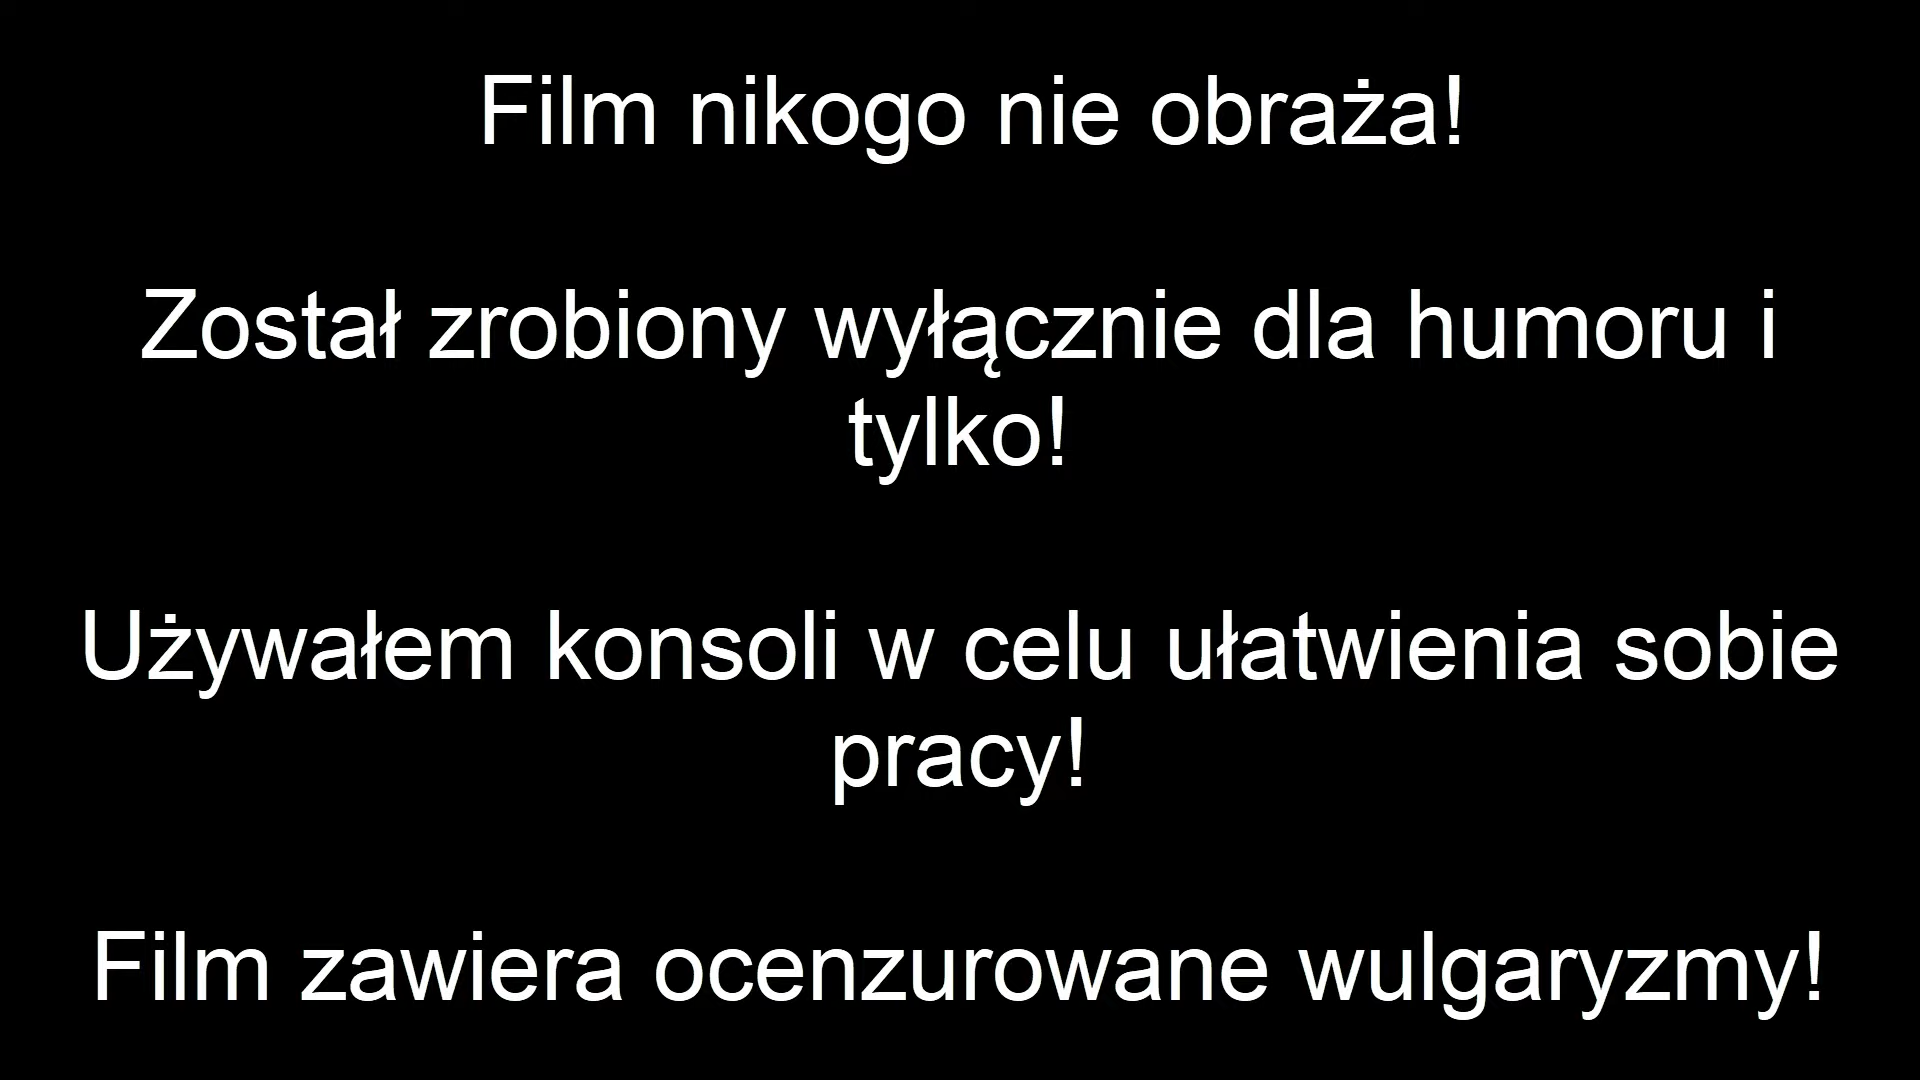 Film nikogo nie obraża!
Został zrobiony wyłącznie dla humoru i
tylko!
Używałem konsoli w celu ułatwienia sobie
pracy!
Film zawiera ocenzurowane wulgaryzmy!